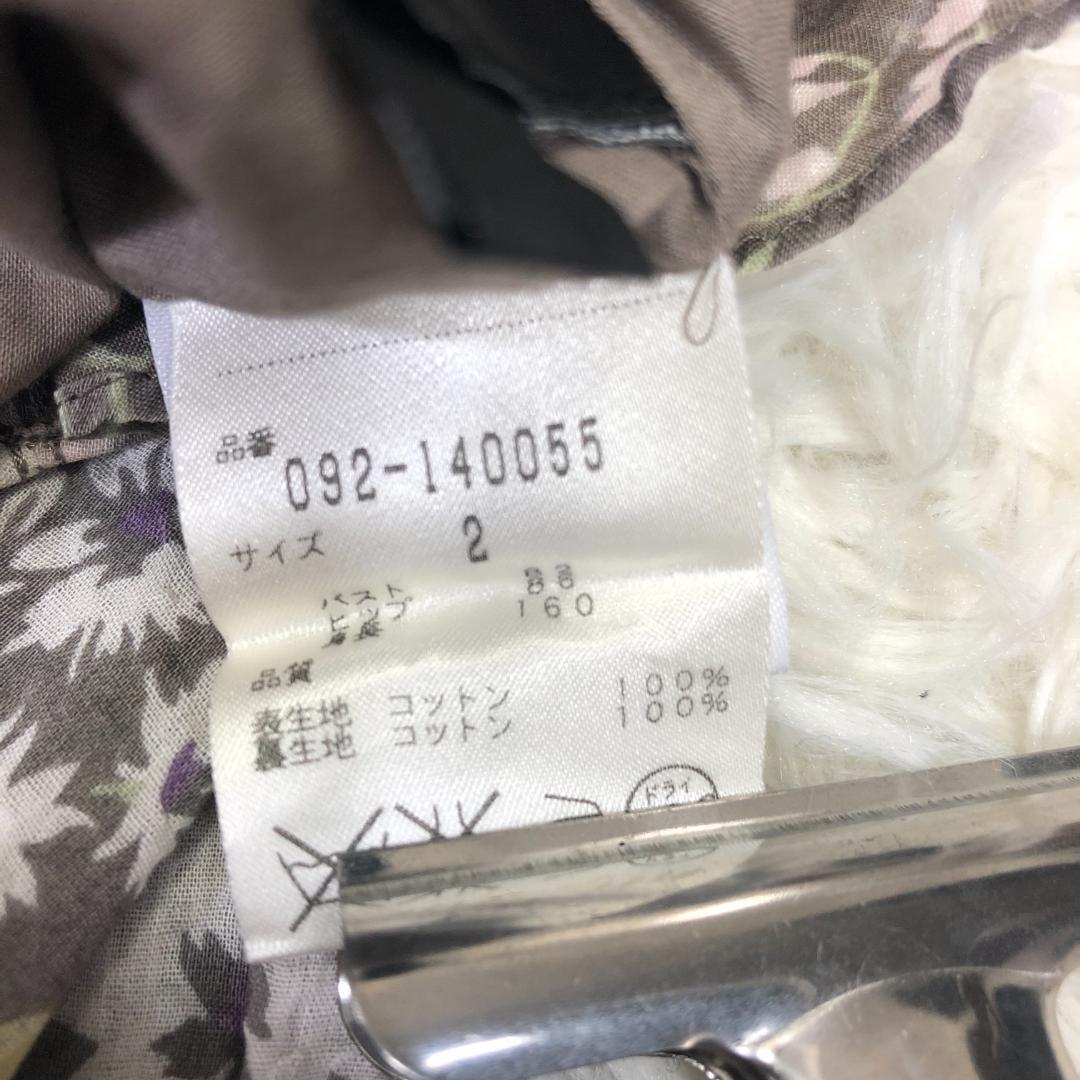 品番 092-140055
サイズ 2
バスト
ヒップ
身長 160
品質
表生地 コットン 100%
裏生地 コットン 100%
ドライ